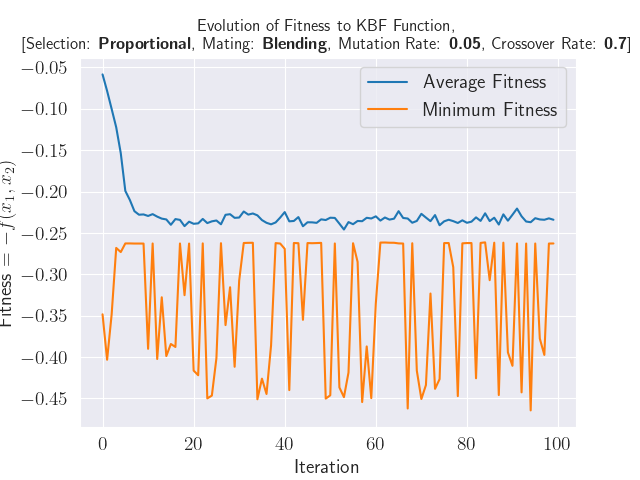 Evolution of Fitness to KBF Function,
[Selection: Proportional, Mating: Blending, Mutation Rate: 0.05, Crossover Rate: 0.7]
Average Fitness
Minimum Fitness
−0.05
−0.10
−0.15
−0.20
−0.25
−0.30
−0.35
−0.40
−0.45
Fitness = −f(x₁, x₂)
0 20 40 60 80 100
Iteration